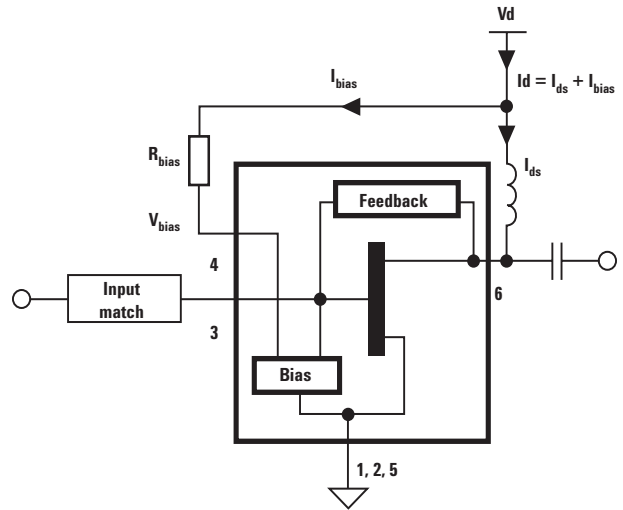 Vd
Id = Ids + Ibias
Ibias
Rbias
Ids
Vbias
Feedback
4
Input
match
3
6
Bias
1, 2, 5